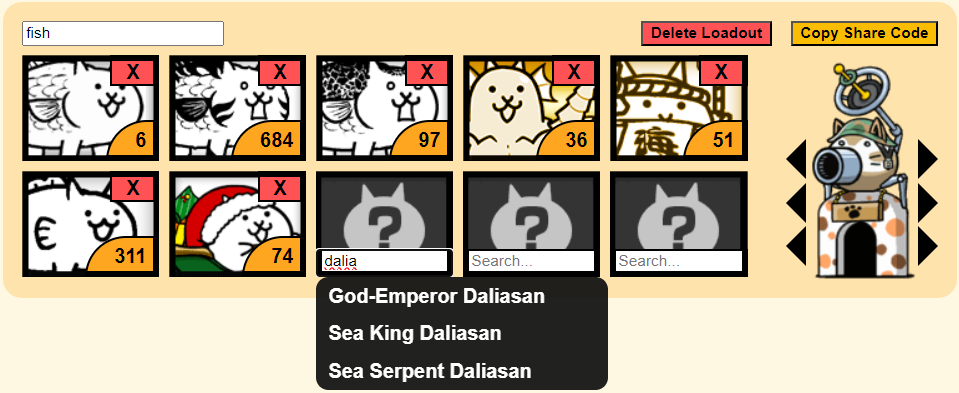 fish
Delete Loadout
Copy Share Code
X
X
X
X
X
6
684
97
36
51
X
X
311
74
dalia
Search...
Search...
God-Emperor Daliasan
Sea King Daliasan
Sea Serpent Daliasan